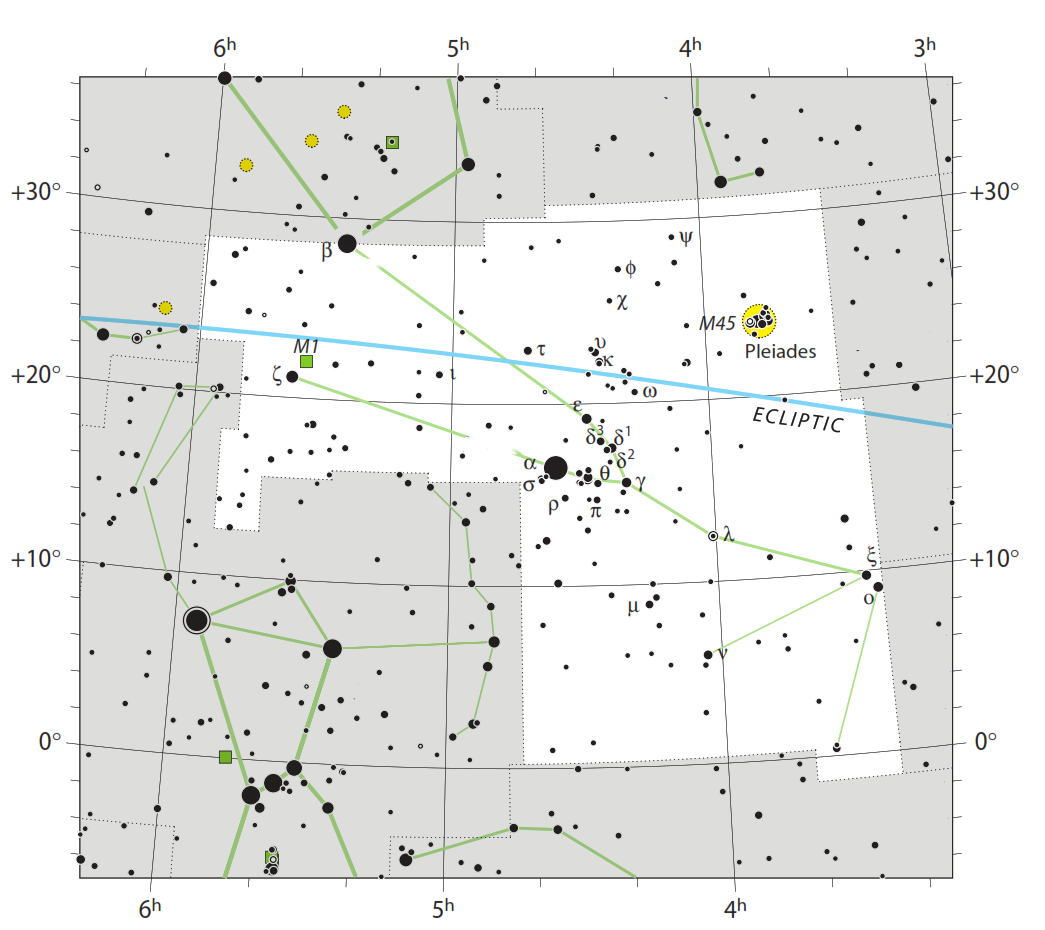 6h 5h 4h 3h
+30° +30°
β ψ
ϕ
χ
M45
Pleiades
M1 τ υ
κ
ζ ι ω
+20° +20°
ε ECLIPTIC
δ3 δ1
δ2
α θ
σ γ
ρ π
λ
+10° ξ +10°
ο
μ
ν
0° 0°
6h 5h 4h